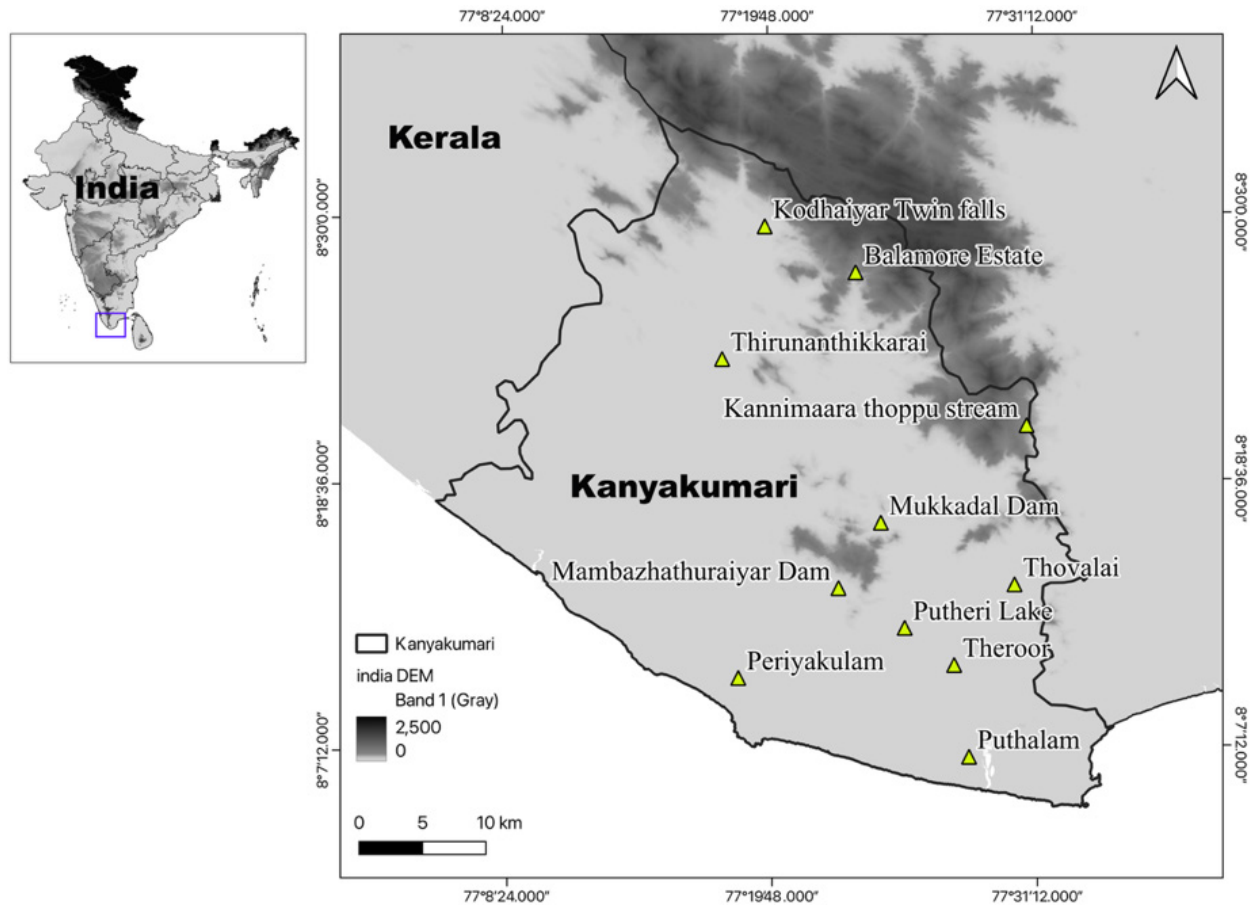 77°8'24.000"
77°19'48.000"
77°31'12.000"
India
Kerala
8°30'0.000"
8°30'0.000"
Kodhaiyar Twin falls
Balamore Estate
Thirunanthikkarai
Kannimaara thoppu stream
8°18'36.000"
8°18'36.000"
Kanyakumari
Mukkadal Dam
Mambazhathuraiyar Dam
Thovalai
Putheri Lake
Theroor
Periyakulam
Puthalam
Kanyakumari
india DEM
Band 1 (Gray)
2,500
0
8°7'12.000"
8°7'12.000"
0 5 10 km
77°8'24.000"
77°19'48.000"
77°31'12.000"